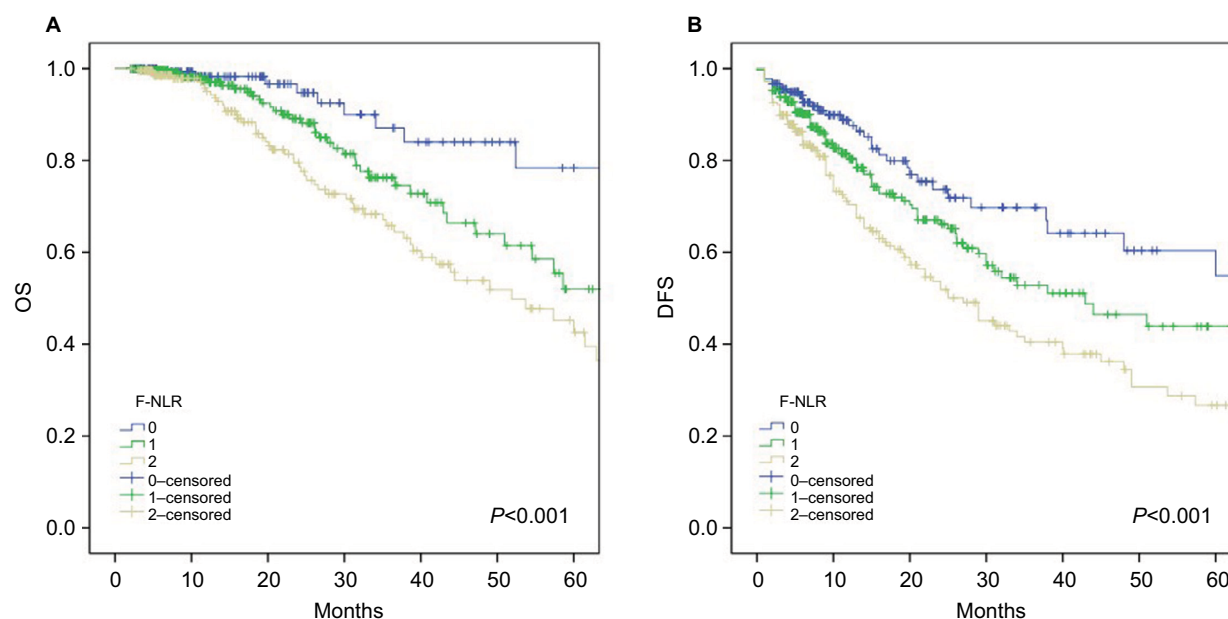 A
OS
1.0
0.8
0.6
0.4
0.2
0.0
F-NLR
0
1
2
0–censored
1–censored
2–censored
P<0.001
0 10 20 30 40 50 60
Months
B
DFS
1.0
0.8
0.6
0.4
0.2
0.0
F-NLR
0
1
2
0–censored
1–censored
2–censored
P<0.001
0 10 20 30 40 50 60
Months